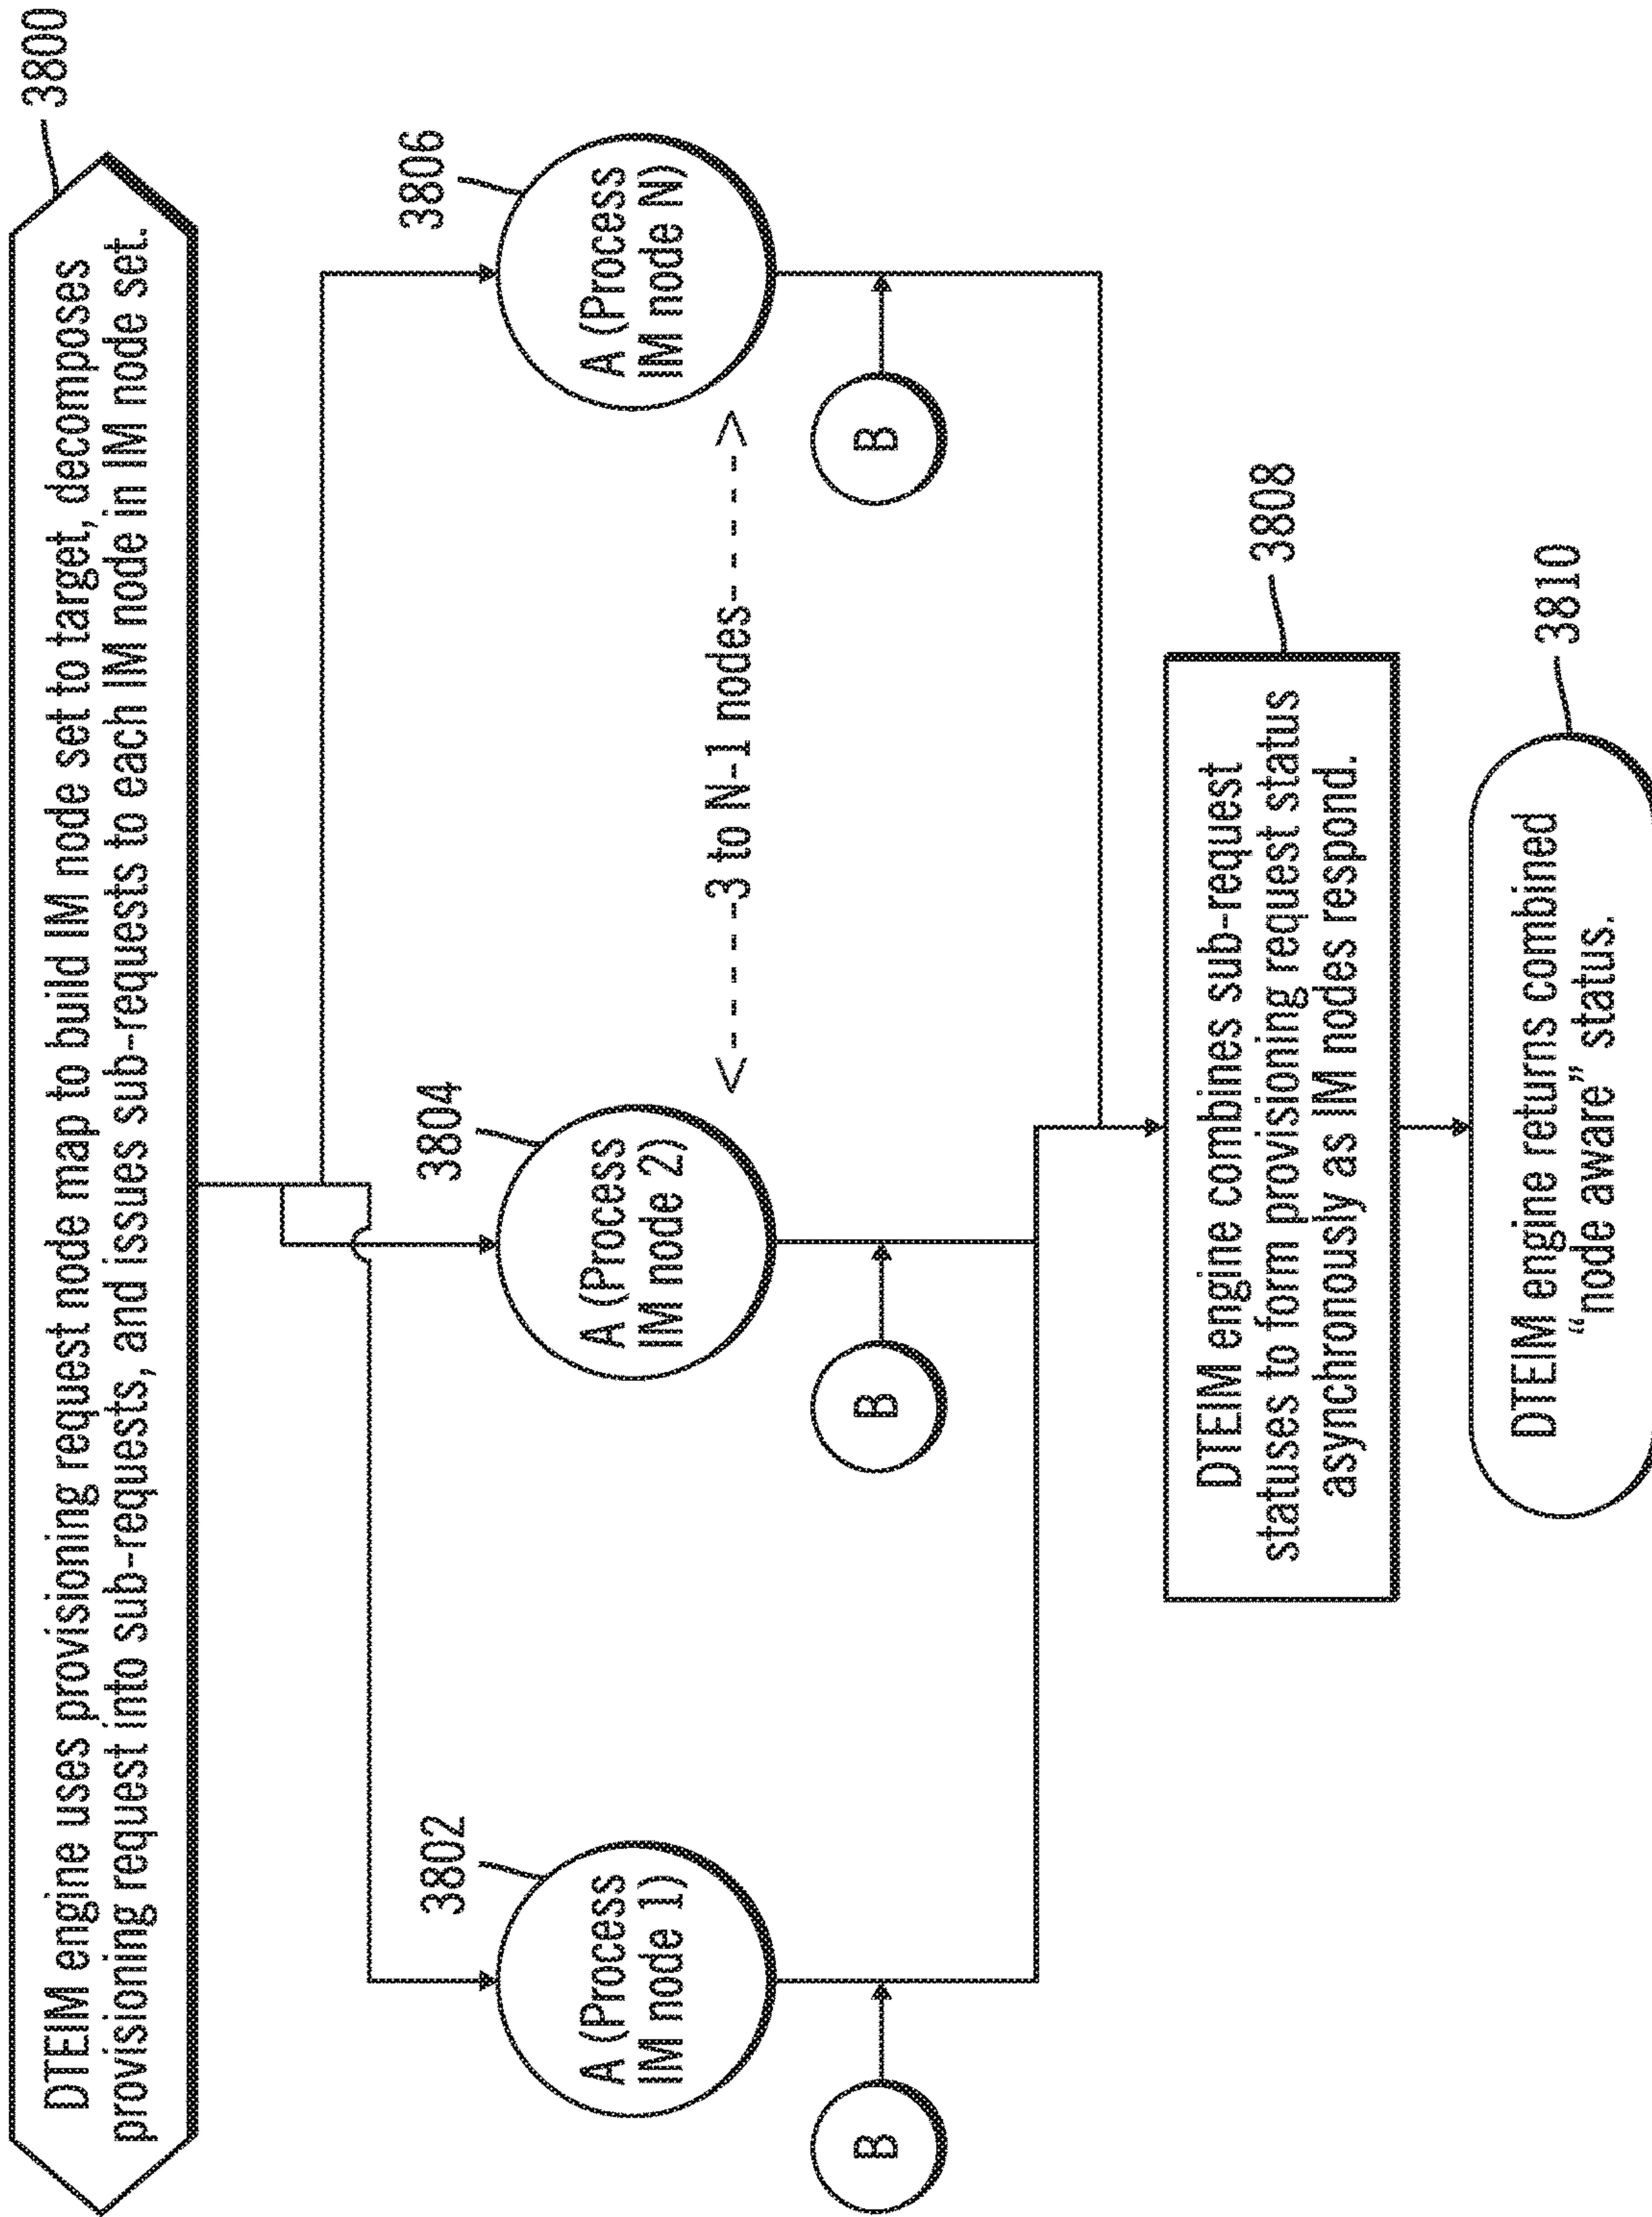 3800
DTEIM engine uses provisioning request node map to build IM node set to target, decomposes
provisioning request into sub-requests, and issues sub-requests to each IM node in IM node set.
3802
A (Process
IM node 1)
3804
A (Process
IM node 2)
3806
A (Process
IM node N)
<- - - - -3 to N-1 nodes- - - - ->
B
B
B
3808
DTEIM engine combines sub-request
statuses to form provisioning request status
asynchronously as IM nodes respond.
3810
DTEIM engine returns combined
“node aware” status.